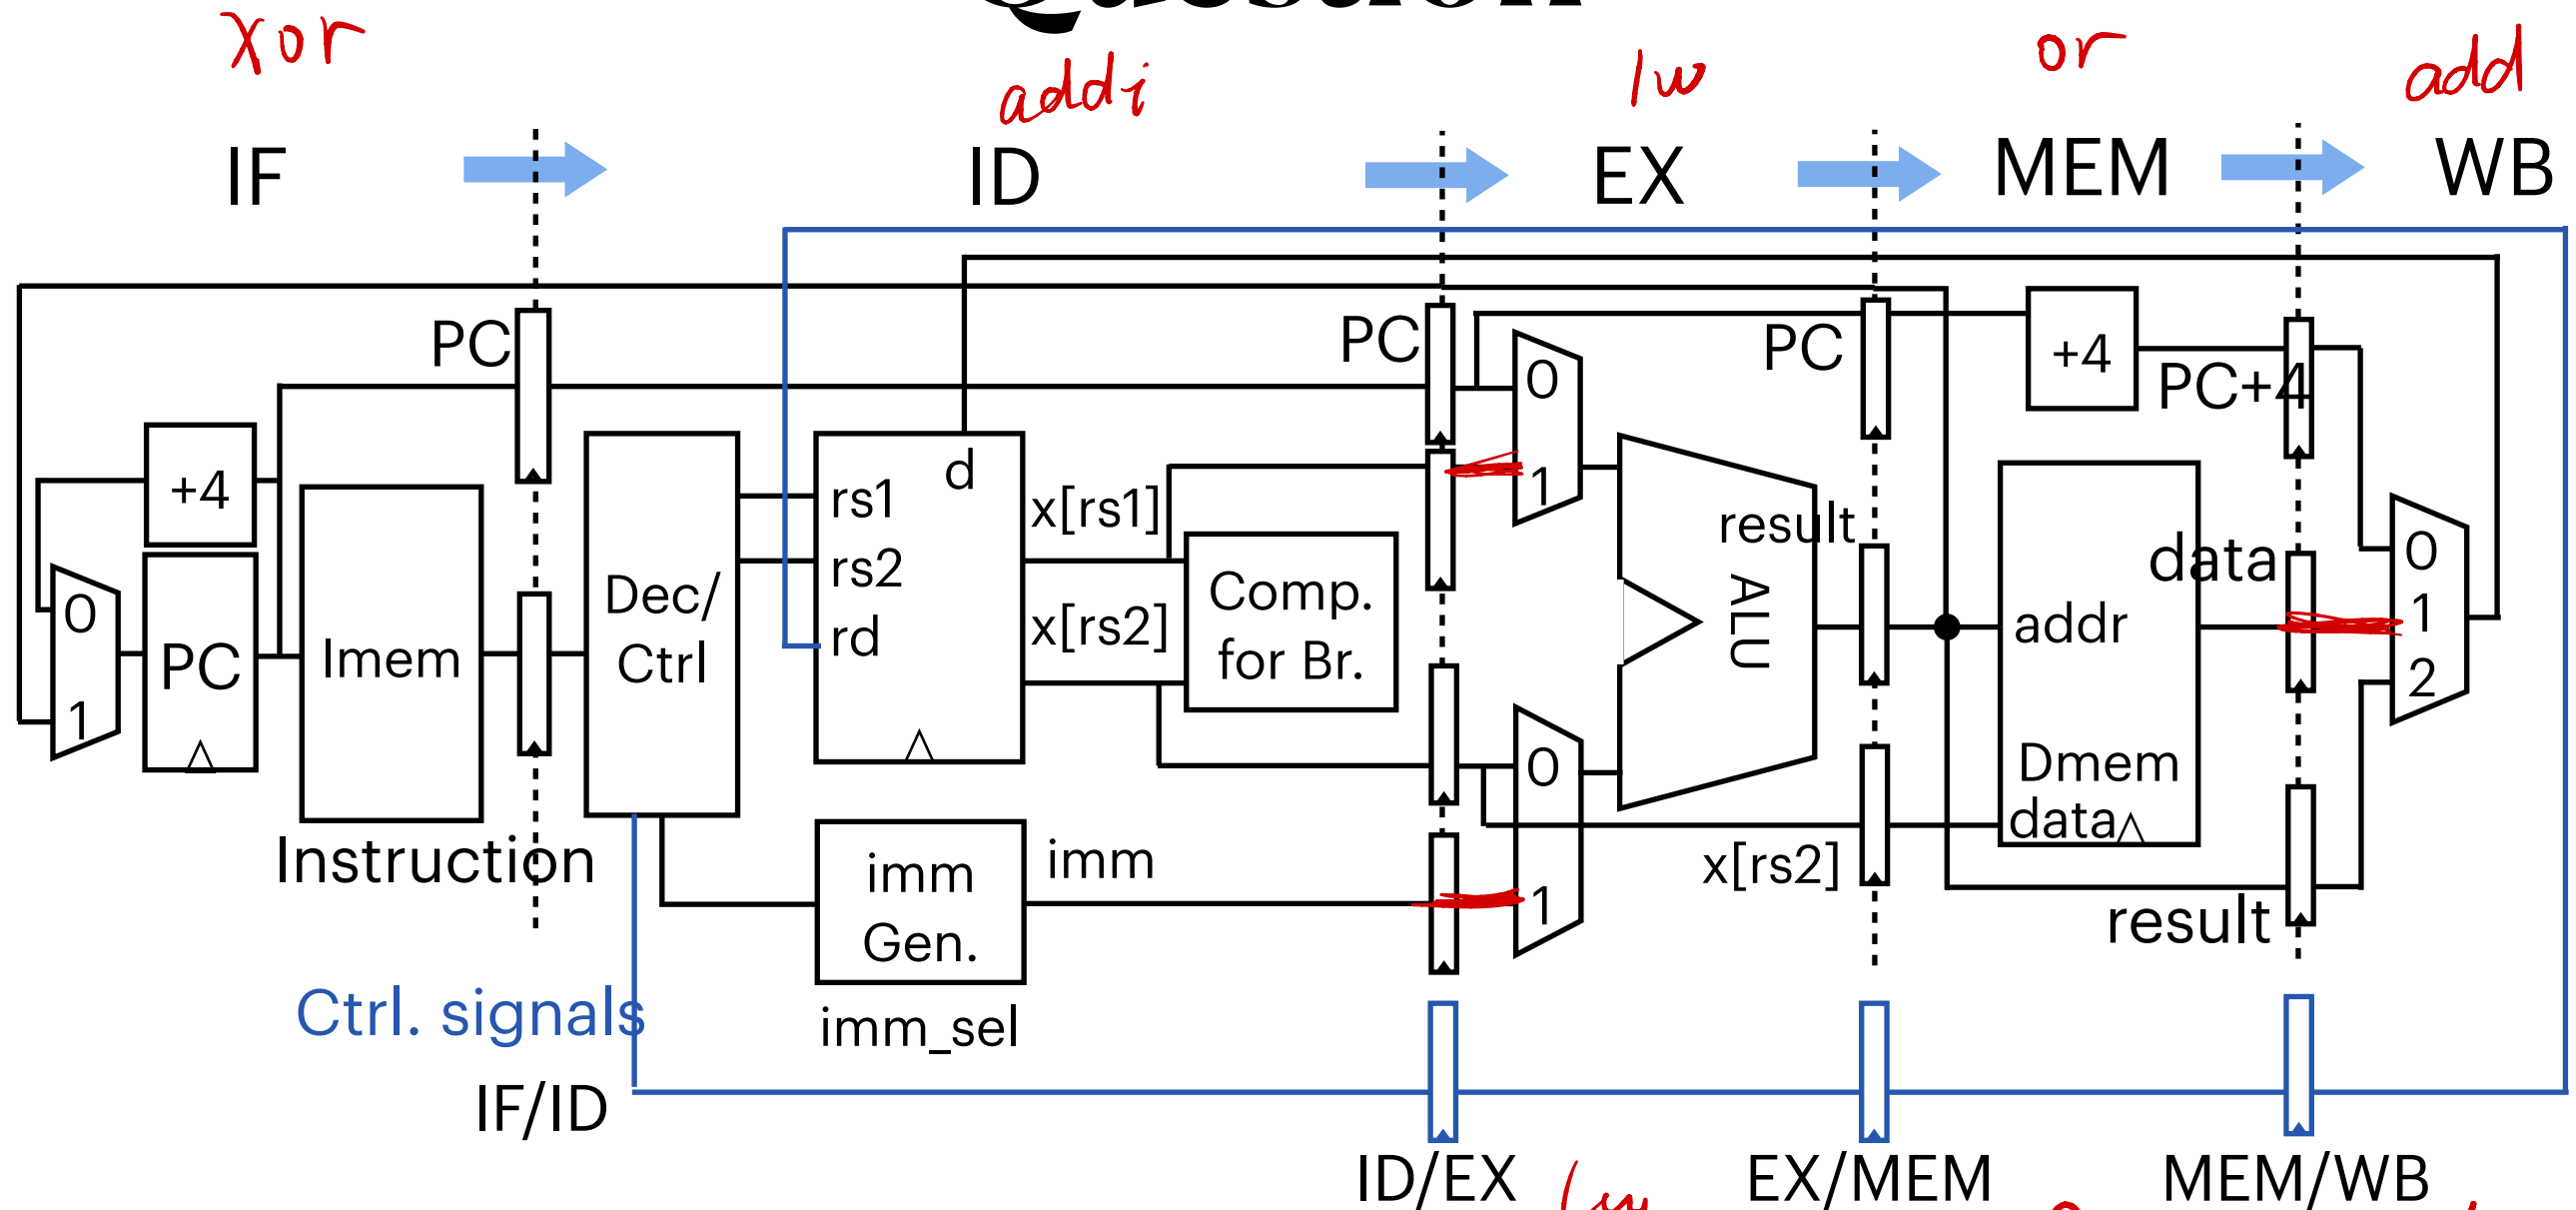 Question
xor addi lw or add
IF ID EX MEM WB
PC PC PC +4 PC+4
0
+4 d 1
rs1 x[rs1] result data 0
0 rs2 Comp. addr 1
Dec/ rd x[rs2] for Br. ALU 2
PC Imem Ctrl
1 0 Dmem
data
Instruction imm imm x[rs2]
Gen. 1 result
Ctrl. signals imm_sel
IF/ID
ID/EX lw EX/MEM MEM/WB